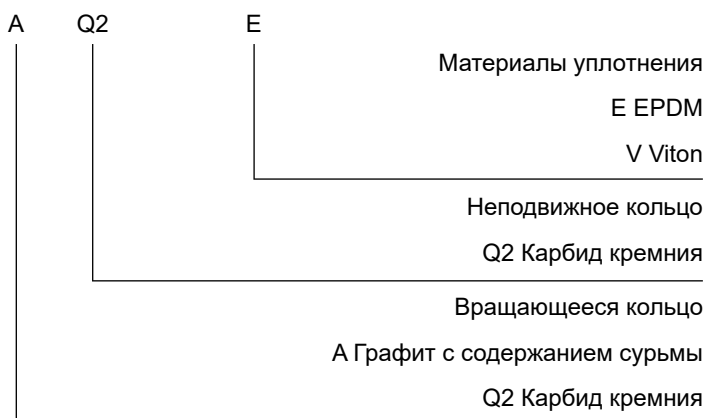 A Q2 E
Материалы уплотнения
E EPDM
V Viton
Неподвижное кольцо
Q2 Карбид кремния
Вращающееся кольцо
A Графит с содержанием сурьмы
Q2 Карбид кремния